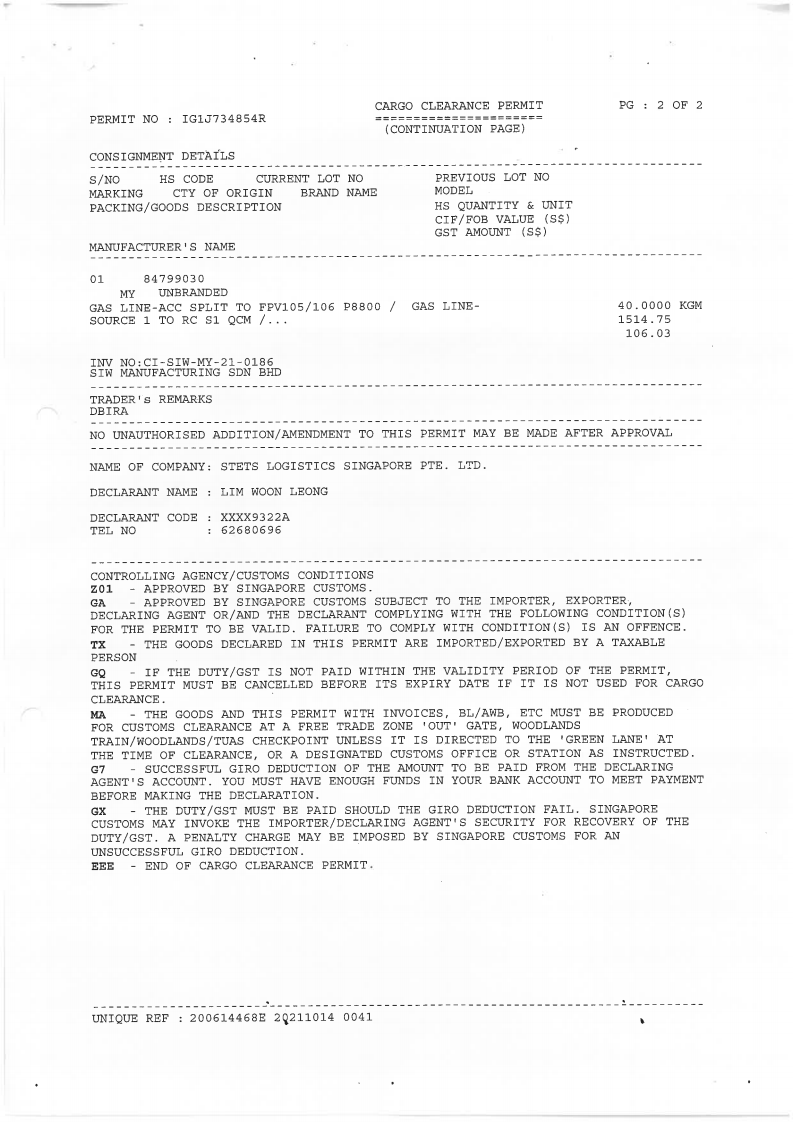 CARGO CLEARANCE PERMIT PG : 2 OF 2
PERMIT NO : IG1J734854R ======================
(CONTINUATION PAGE)
CONSIGNMENT DETAILS
S/NO HS CODE CURRENT LOT NO PREVIOUS LOT NO
MARKING CTY OF ORIGIN BRAND NAME MODEL
PACKING/GOODS DESCRIPTION HS QUANTITY & UNIT
CIF/FOB VALUE (S$)
GST AMOUNT (S$)
MANUFACTURER'S NAME
01 84799030
MY UNBRANDED
GAS LINE-ACC SPLIT TO FPV105/106 P8800 / GAS LINE- 40.0000 KGM
SOURCE 1 TO RC S1 QCM /... 1514.75
106.03
INV NO:CI-SIW-MY-21-0186
SIW MANUFACTURING SDN BHD
TRADER's REMARKS
DBIRA
NO UNAUTHORISED ADDITION/AMENDMENT TO THIS PERMIT MAY BE MADE AFTER APPROVAL
NAME OF COMPANY: STETS LOGISTICS SINGAPORE PTE. LTD.
DECLARANT NAME : LIM WOON LEONG
DECLARANT CODE : XXXX9322A
TEL NO : 62680696
CONTROLLING AGENCY/CUSTOMS CONDITIONS
Z01 - APPROVED BY SINGAPORE CUSTOMS.
GA - APPROVED BY SINGAPORE CUSTOMS SUBJECT TO THE IMPORTER, EXPORTER,
DECLARING AGENT OR/AND THE DECLARANT COMPLYING WITH THE FOLLOWING CONDITION(S)
FOR THE PERMIT TO BE VALID. FAILURE TO COMPLY WITH CONDITION(S) IS AN OFFENCE.
TX - THE GOODS DECLARED IN THIS PERMIT ARE IMPORTED/EXPORTED BY A TAXABLE
PERSON
GQ - IF THE DUTY/GST IS NOT PAID WITHIN THE VALIDITY PERIOD OF THE PERMIT,
THIS PERMIT MUST BE CANCELLED BEFORE ITS EXPIRY DATE IF IT IS NOT USED FOR CARGO
CLEARANCE.
MA - THE GOODS AND THIS PERMIT WITH INVOICES, BL/AWB, ETC MUST BE PRODUCED
FOR CUSTOMS CLEARANCE AT A FREE TRADE ZONE 'OUT' GATE, WOODLANDS
TRAIN/WOODLANDS/TUAS CHECKPOINT UNLESS IT IS DIRECTED TO THE 'GREEN LANE' AT
THE TIME OF CLEARANCE, OR A DESIGNATED CUSTOMS OFFICE OR STATION AS INSTRUCTED.
G7 - SUCCESSFUL GIRO DEDUCTION OF THE AMOUNT TO BE PAID FROM THE DECLARING
AGENT'S ACCOUNT. YOU MUST HAVE ENOUGH FUNDS IN YOUR BANK ACCOUNT TO MEET PAYMENT
BEFORE MAKING THE DECLARATION.
GX - THE DUTY/GST MUST BE PAID SHOULD THE GIRO DEDUCTION FAIL. SINGAPORE
CUSTOMS MAY INVOKE THE IMPORTER/DECLARING AGENT'S SECURITY FOR RECOVERY OF THE
DUTY/GST. A PENALTY CHARGE MAY BE IMPOSED BY SINGAPORE CUSTOMS FOR AN
UNSUCCESSFUL GIRO DEDUCTION.
EEE - END OF CARGO CLEARANCE PERMIT.
UNIQUE REF : 200614468E 20211014 0041